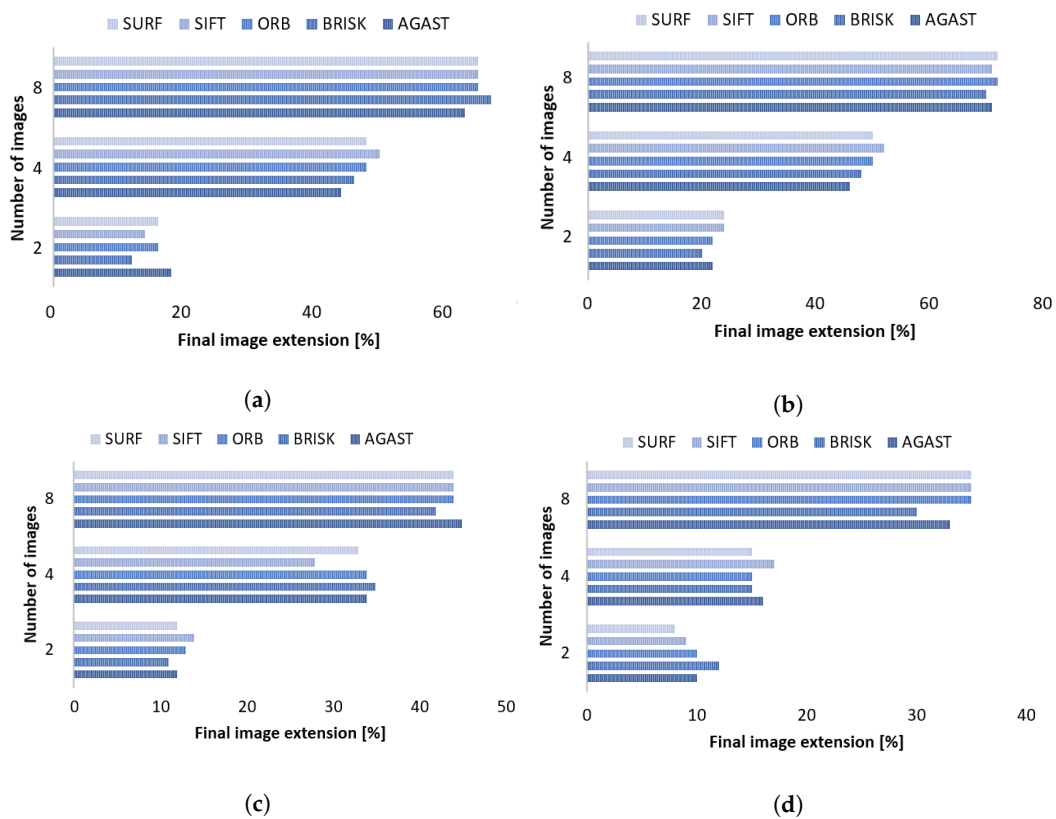 SURF SIFT ORB BRISK AGAST
Number of images
8
4
2
0 20 40 60
Final image extension [%]
(a)
SURF SIFT ORB BRISK AGAST
Number of images
8
4
2
0 20 40 60 80
Final image extension [%]
(b)
SURF SIFT ORB BRISK AGAST
Number of images
8
4
2
0 10 20 30 40 50
Final image extension [%]
(c)
SURF SIFT ORB BRISK AGAST
Number of images
8
4
2
0 10 20 30 40
Final image extension [%]
(d)